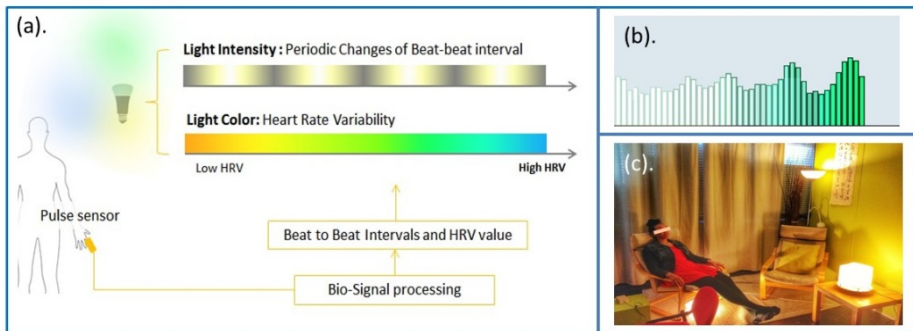 (a).
Light Intensity : Periodic Changes of Beat-beat interval
Light Color: Heart Rate Variability
Low HRV
High HRV
Pulse sensor
Beat to Beat Intervals and HRV value
Bio-Signal processing
(b).
(c).